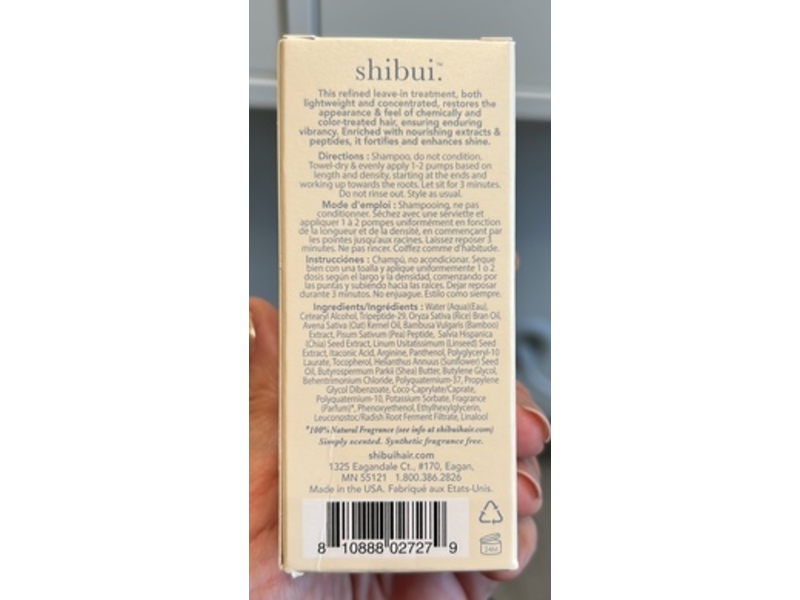 shibui.™
This refined leave-in treatment, both
lightweight and concentrated, restores the
appearance & feel of chemically and
color-treated hair, ensuring enduring
vibrancy. Enriched with nourishing extracts &
peptides, it fortifies and enhances shine.
Directions : Shampoo, do not condition.
Towel-dry & evenly apply 1-2 pumps based on
length and density, starting at the ends and
working up towards the roots. Let sit for 3 minutes.
Do not rinse out. Style as usual.
Mode d'emploi : Shampooing, ne pas
conditionner. Séchez avec une serviette et
appliquer 1 à 2 pompes uniformément en fonction
de la longueur et de la densité, en commençant par
les pointes jusqu'aux racines. Laissez reposer 3
minutes. Ne pas rincer. Coiffez comme d'habitude.
Instrucciónes : Champú, no acondicionar. Seque
bien con una toalla y aplique uniformemente 1 o 2
dosis según el largo y la densidad, comenzando por
las puntas y subiendo hacia las raíces. Dejar reposar
durante 3 minutos. No enjuague. Estilo como siempre.
Ingredients/Ingrédients : Water (Aqua)(Eau),
Cetearyl Alcohol, Tripeptide-29, Oryza Sativa (Rice) Bran Oil,
Avena Sativa (Oat) Kernel Oil, Bambusa Vulgaris (Bamboo)
Extract, Pisum Sativum (Pea) Peptide, Salvia Hispanica
(Chia) Seed Extract, Linum Usitatissimum (Linseed) Seed
Extract, Itaconic Acid, Arginine, Panthenol, Polyglyceryl-10
Laurate, Tocopherol, Helianthus Annuus (Sunflower) Seed
Oil, Butyrospermum Parkii (Shea) Butter, Butylene Glycol,
Behentrimonium Chloride, Polyquaternium-37, Propylene
Glycol Dibenzoate, Coco-Caprylate/Caprate,
Polyquaternium-10, Potassium Sorbate, Fragrance
(Parfum)*, Phenoxyethanol, Ethylhexylglycerin,
Leuconostoc/Radish Root Ferment Filtrate, Linalool
*100% Natural Fragrance (see info at shibuihair.com)
Simply scented. Synthetic fragrance free.
shibuihair.com
1325 Eagandale Ct., #170, Eagan,
MN 55121 1.800.386.2826
Made in the USA. Fabriqué aux Etats-Unis.
8 10888 02727 9
24M